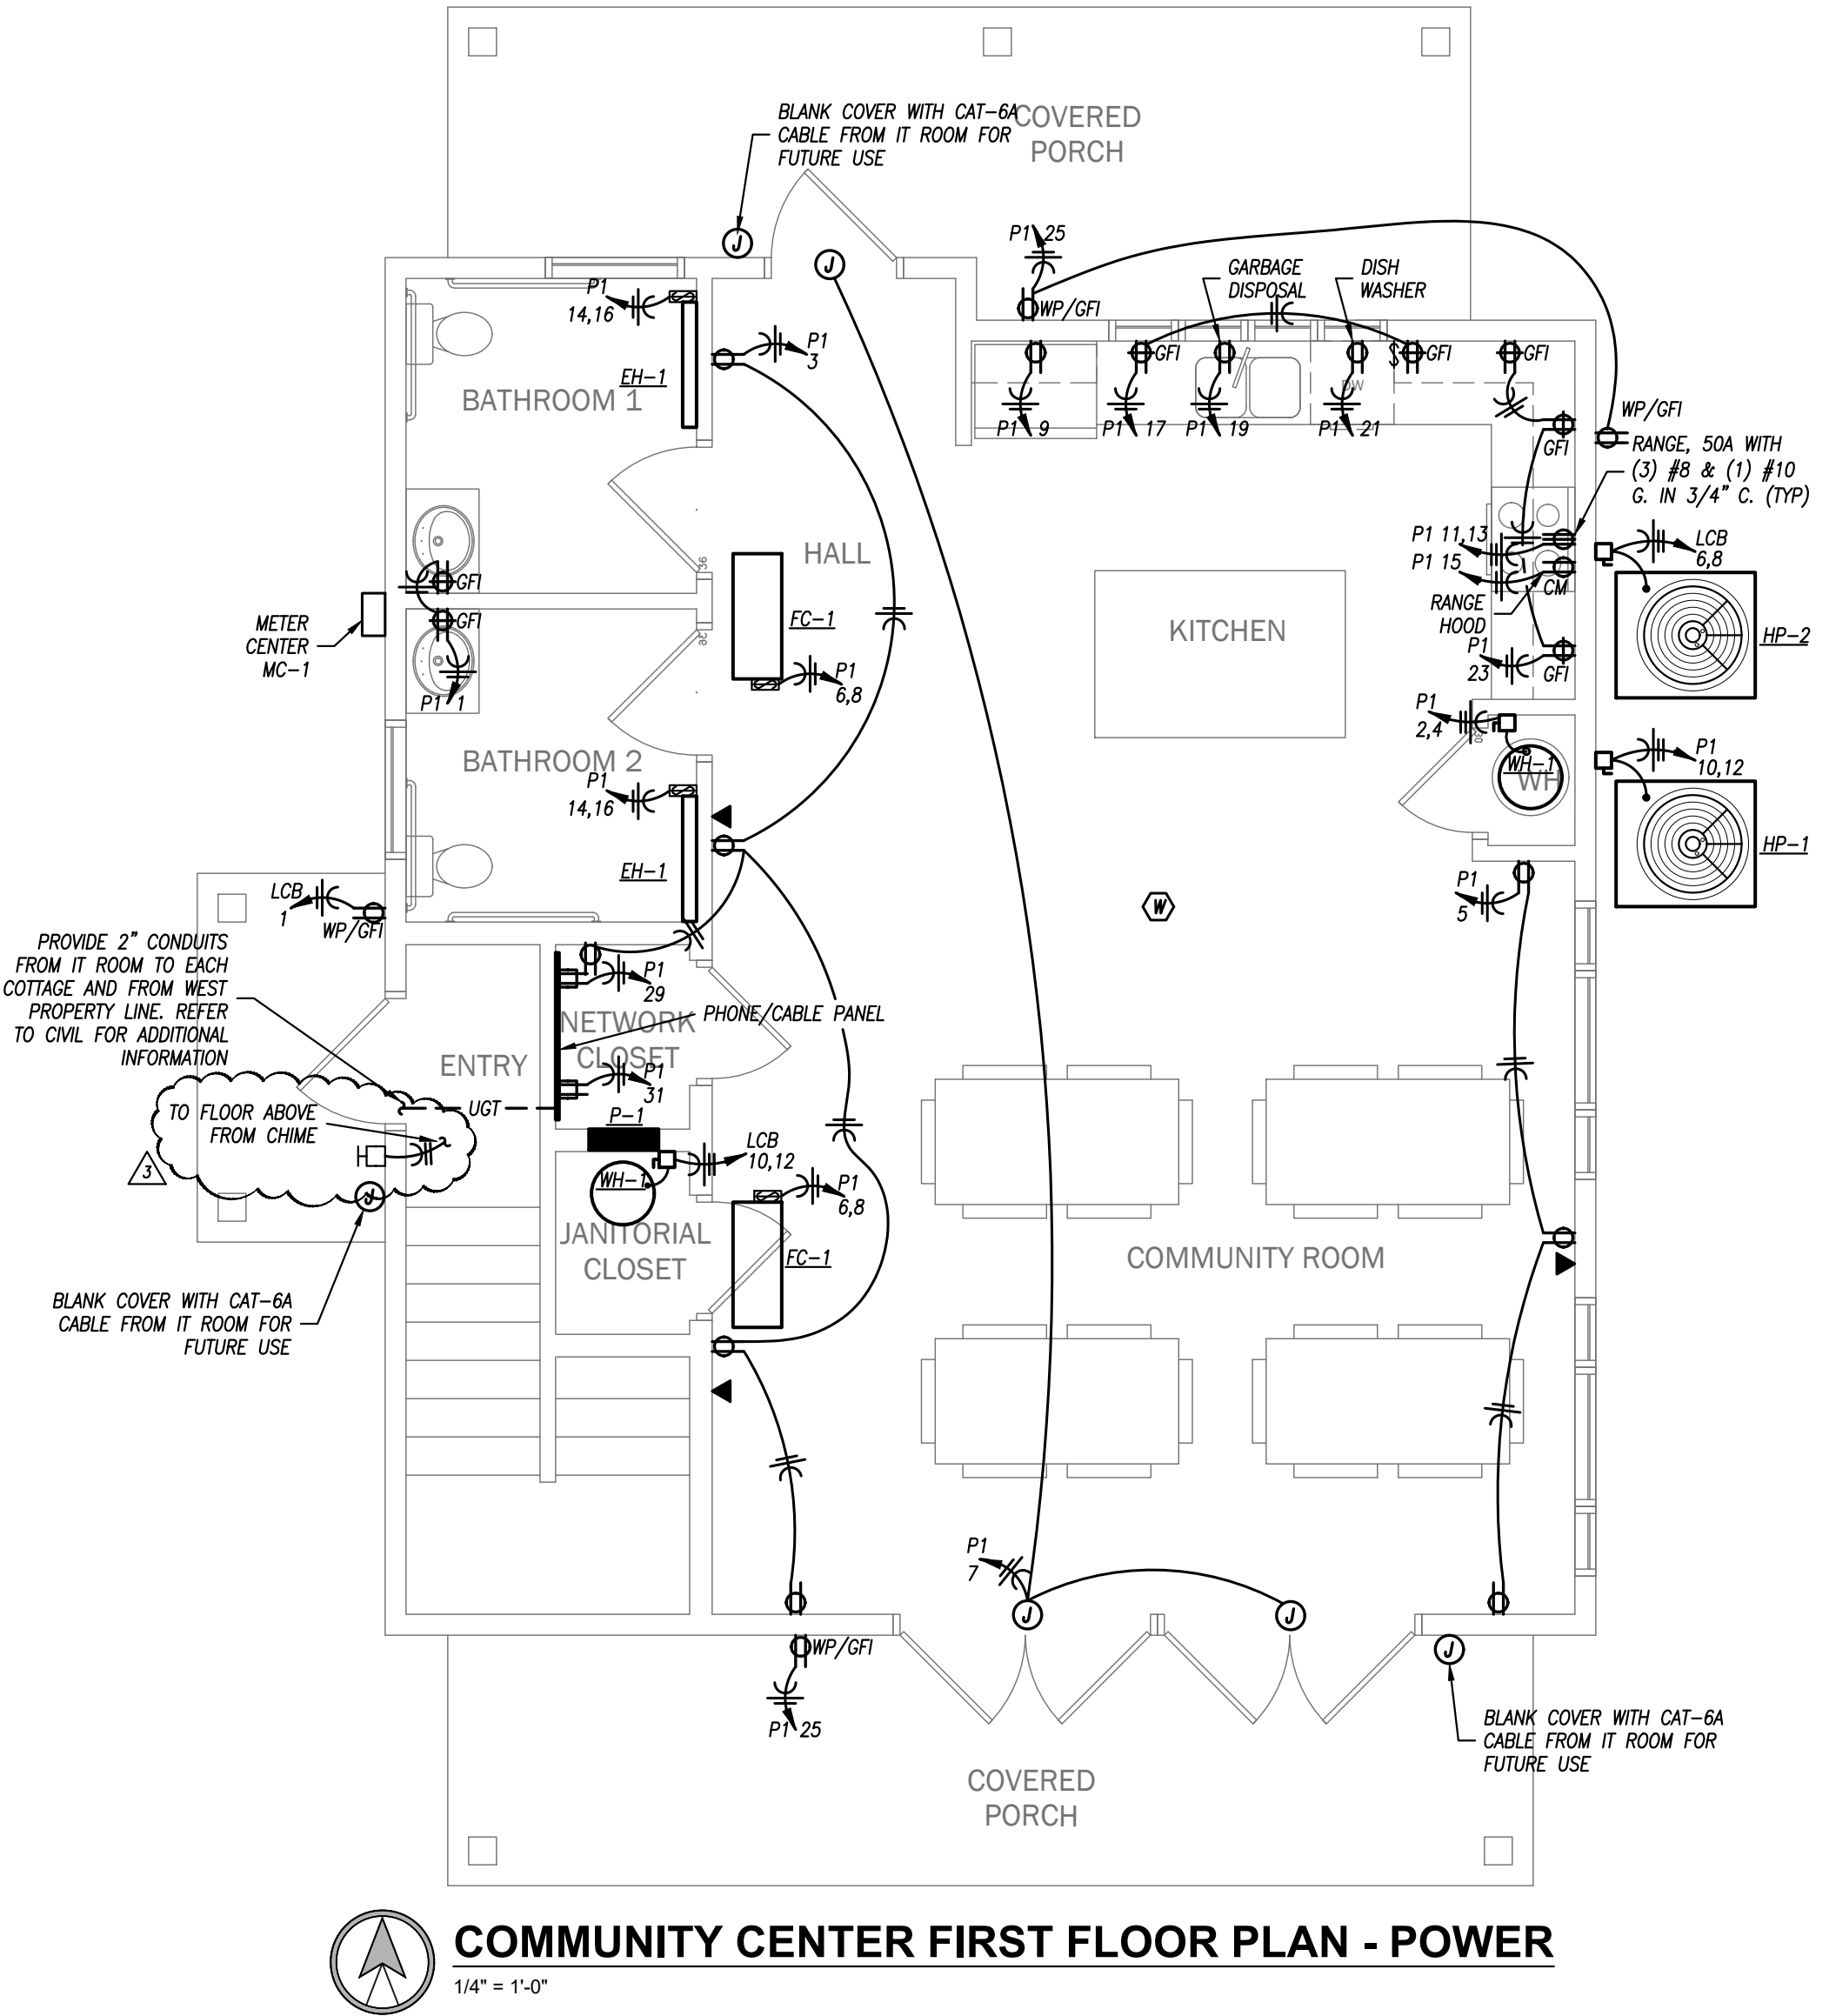 BLANK COVER WITH CAT-6A
CABLE FROM IT ROOM FOR
FUTURE USE
COVERED
PORCH
J
J
P1 25
WP/GFI
GARBAGE
DISPOSAL
DISH
WASHER
P1
14,16
EH-1
BATHROOM 1
P1
3
GFI
GFI
$
GFI
DW
P1 9
P1 17
P1 19
P1 21
GFI
WP/GFI
RANGE, 50A WITH
(3) #8 & (1) #10
G. IN 3/4" C. (TYP)
P1 11,13
P1 15
CM
RANGE
HOOD
P1
23
GFI
LCB
6,8
HP-2
HALL
36
GFI
GFI
P1 1
METER
CENTER
MC-1
36
FC-1
P1
6,8
KITCHEN
P1
2,4
30
WH-1
WH
P1
10,12
HP-1
BATHROOM 2
P1
14,16
EH-1
W
P1
5
LCB
1
WP/GFI
PROVIDE 2" CONDUITS
FROM IT ROOM TO EACH
COTTAGE AND FROM WEST
PROPERTY LINE. REFER
TO CIVIL FOR ADDITIONAL
INFORMATION
P1
29
PHONE/CABLE PANEL
NETWORK
CLOSET
ENTRY
P1
31
UGT
TO FLOOR ABOVE
FROM CHIME
3
J
P-1
LCB
10,12
WH-1
P1
6,8
JANITORIAL
CLOSET
FC-1
COMMUNITY ROOM
BLANK COVER WITH CAT-6A
CABLE FROM IT ROOM FOR
FUTURE USE
P1
7
J
J
WP/GFI
P1 25
J
BLANK COVER WITH CAT-6A
CABLE FROM IT ROOM FOR
FUTURE USE
COVERED
PORCH
COMMUNITY CENTER FIRST FLOOR PLAN - POWER
1/4" = 1'-0"